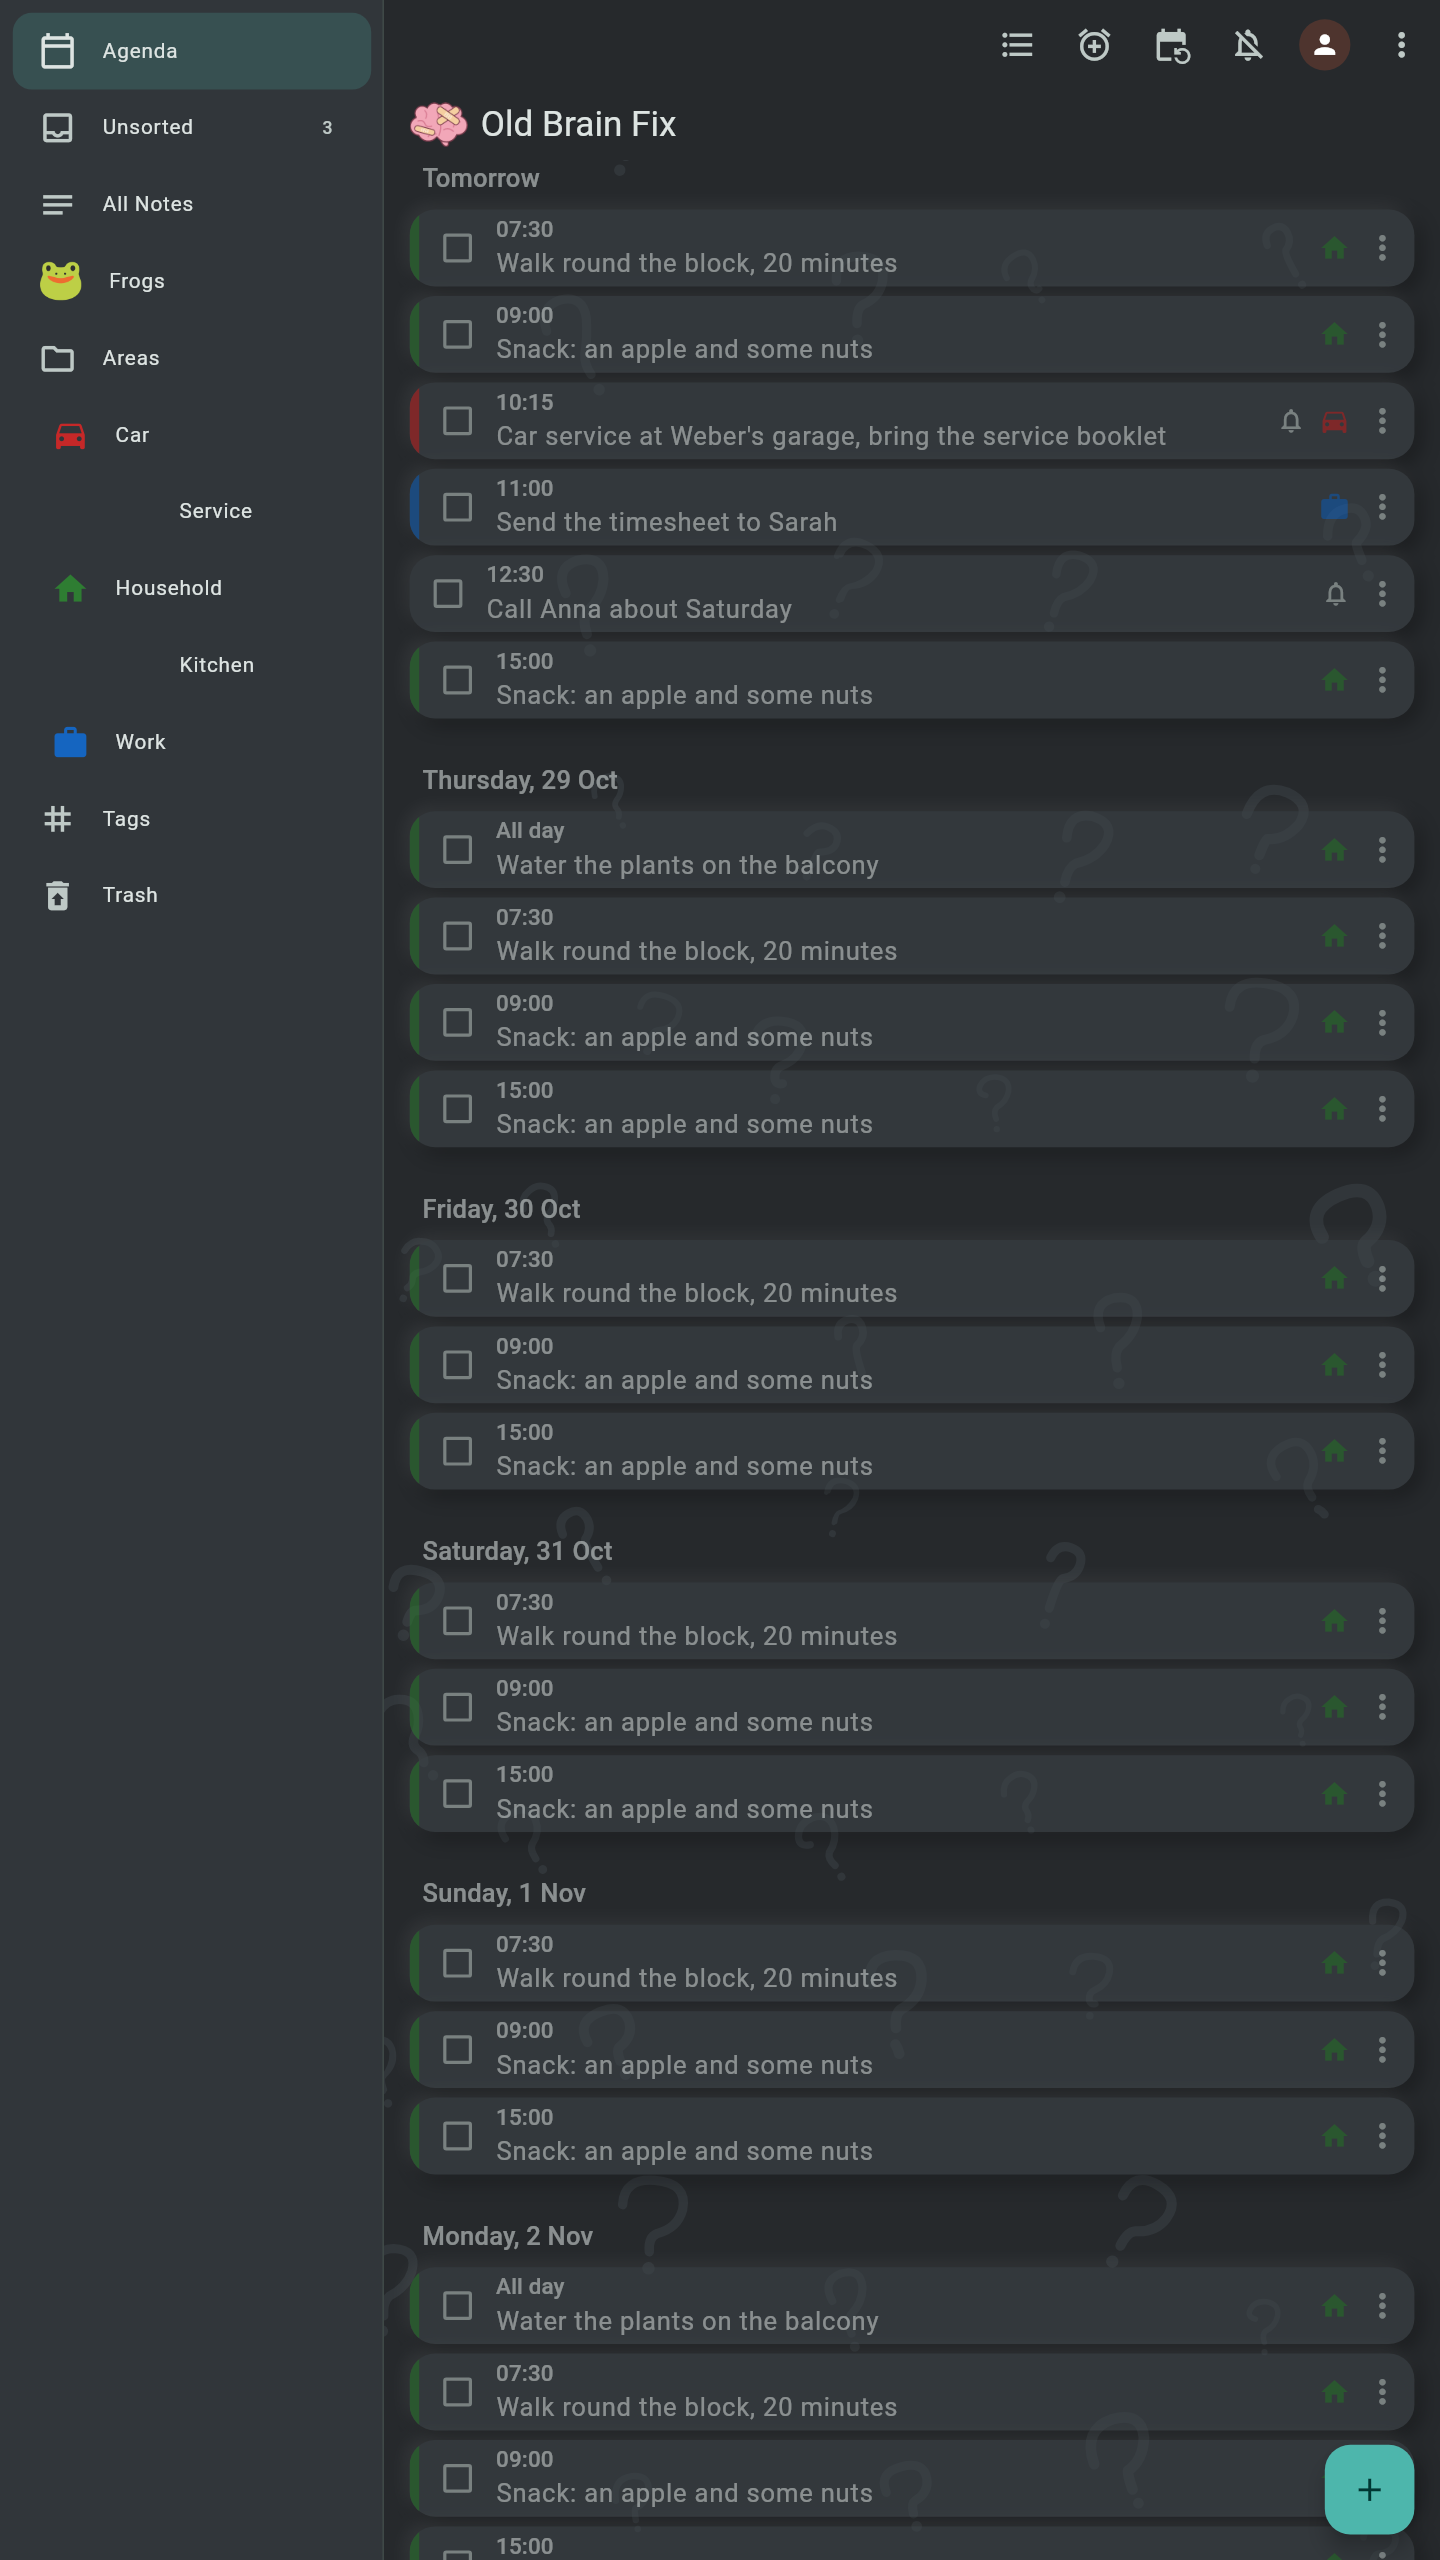 Agenda
Unsorted 3
All Notes
Frogs
Areas
Car
Service
Household
Kitchen
Work
Tags
Trash
Old Brain Fix
Tomorrow
07:30
Walk round the block, 20 minutes
09:00
Snack: an apple and some nuts
10:15
Car service at Weber's garage, bring the service booklet
11:00
Send the timesheet to Sarah
12:30
Call Anna about Saturday
15:00
Snack: an apple and some nuts
Thursday, 29 Oct
All day
Water the plants on the balcony
07:30
Walk round the block, 20 minutes
09:00
Snack: an apple and some nuts
15:00
Snack: an apple and some nuts
Friday, 30 Oct
07:30
Walk round the block, 20 minutes
09:00
Snack: an apple and some nuts
15:00
Snack: an apple and some nuts
Saturday, 31 Oct
07:30
Walk round the block, 20 minutes
09:00
Snack: an apple and some nuts
15:00
Snack: an apple and some nuts
Sunday, 1 Nov
07:30
Walk round the block, 20 minutes
09:00
Snack: an apple and some nuts
15:00
Snack: an apple and some nuts
Monday, 2 Nov
All day
Water the plants on the balcony
07:30
Walk round the block, 20 minutes
09:00
Snack: an apple and some nuts
15:00